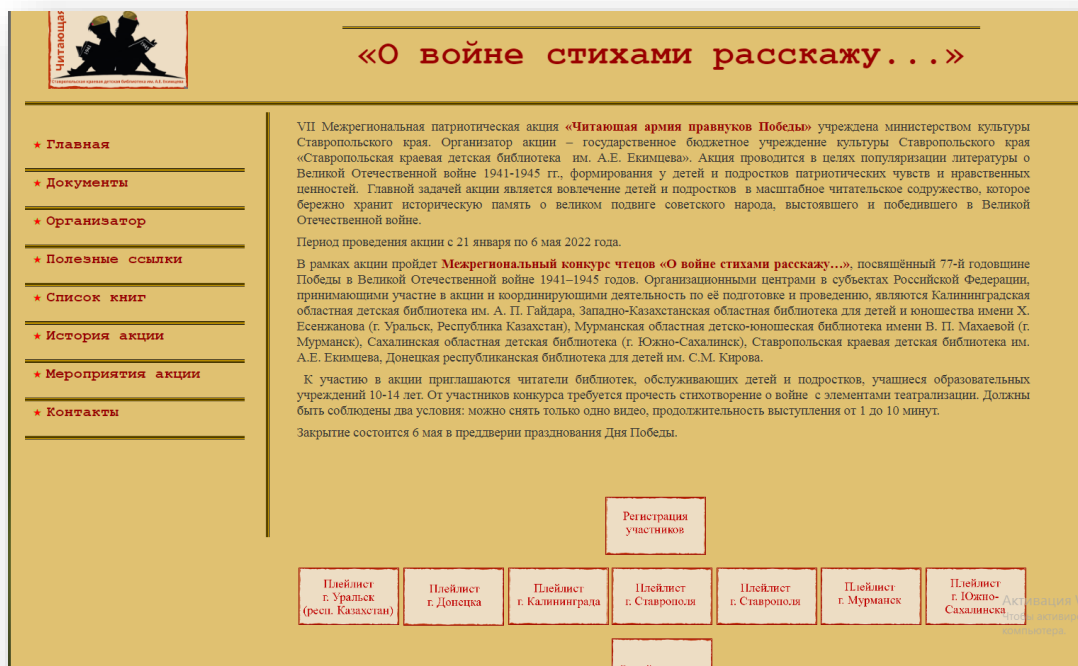 Читающая
Ставропольская краевая детская библиотека им. А.Е. Екимцева
«О войне стихами расскажу...»
Главная
Документы
Организатор
Полезные ссылки
Список книг
История акции
Мероприятия акции
Контакты
VII Межрегиональная патриотическая акция «Читающая армия правнуков Победы» учреждена министерством культуры
Ставропольского края. Организатор акции – государственное бюджетное учреждение культуры Ставропольского края
«Ставропольская краевая детская библиотека им. А.Е. Екимцева». Акция проводится в целях популяризации литературы о
Великой Отечественной войне 1941-1945 гг., формирования у детей и подростков патриотических чувств и нравственных
ценностей. Главной задачей акции является вовлечение детей и подростков в масштабное читательское содружество, которое
бережно хранит историческую память о великом подвиге советского народа, выстоявшего и победившего в Великой
Отечественной войне.
Период проведения акции с 21 января по 6 мая 2022 года.
В рамках акции пройдет Межрегиональный конкурс чтецов «О войне стихами расскажу…», посвящённый 77-й годовщине
Победы в Великой Отечественной войне 1941–1945 годов. Организационными центрами в субъектах Российской Федерации,
принимающими участие в акции и координирующими деятельность по её подготовке и проведению, являются Калининградская
областная детская библиотека им. А. П. Гайдара, Западно-Казахстанская областная библиотека для детей и юношества имени Х.
Есенжанова (г. Уральск, Республика Казахстан), Мурманская областная детско-юношеская библиотека имени В. П. Махаевой (г.
Мурманск), Сахалинская областная детская библиотека (г. Южно-Сахалинск), Ставропольская краевая детская библиотека им.
А.Е. Екимцева, Донецкая республиканская библиотека для детей им. С.М. Кирова.
К участию в акции приглашаются читатели библиотек, обслуживающих детей и подростков, учащиеся образовательных
учреждений 10-14 лет. От участников конкурса требуется прочесть стихотворение о войне с элементами театрализации. Должны
быть соблюдены два условия: можно снять только одно видео, продолжительность выступления от 1 до 10 минут.
Закрытие состоится 6 мая в преддверии празднования Дня Победы.
Регистрация
участников
Плейлист
г. Уральск
(респ. Казахстан)
Плейлист
г. Донецка
Плейлист
г. Калининграда
Плейлист
г. Ставрополя
Плейлист
г. Ставрополя
Плейлист
г. Мурманск
Плейлист
г. Южно-
Сахалинска
Активация
Чтобы
компьютера.